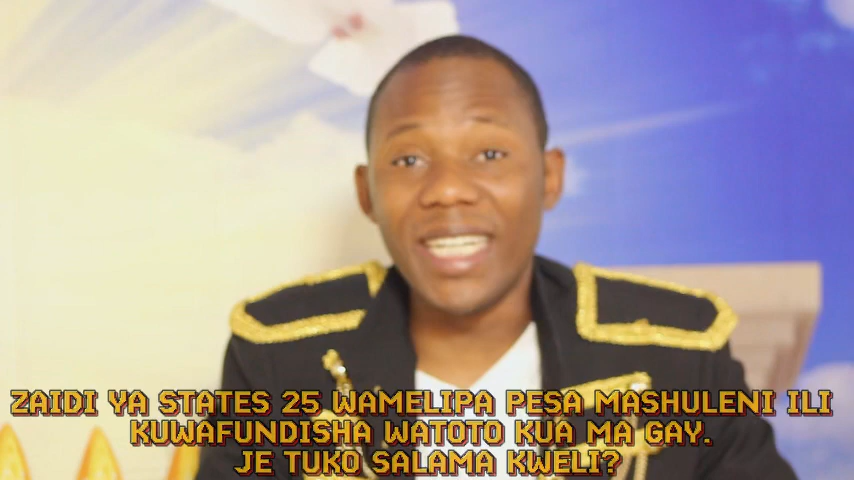 ZAIDI YA STATES 25 WAMELIPA PESA MASHULENI ILI
KUWAFUNDISHA WATOTO KUA MA GAY.
JE TUKO SALAMA KWELI?